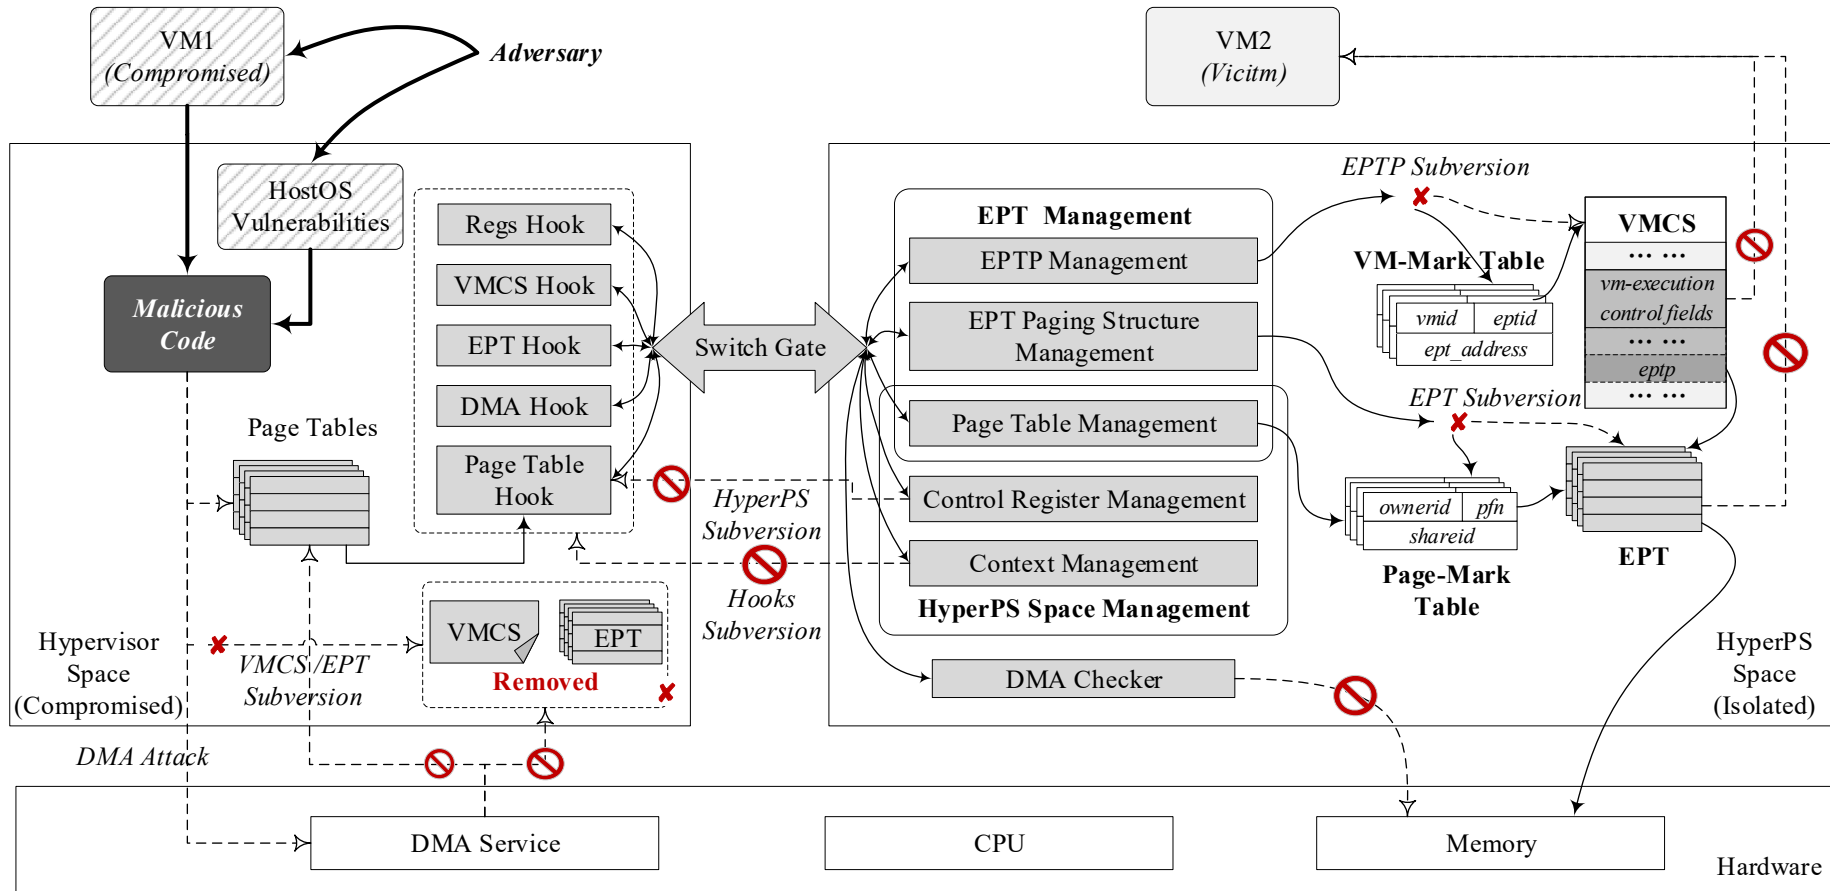 VM1
(Compromised)
Adversary
VM2
(Vicitm)
HostOS
Vulnerabilities
Malicious
Code
Page Tables
Regs Hook
VMCS Hook
EPT Hook
DMA Hook
Page Table
Hook
Switch Gate
EPT Management
EPTP Management
EPT Paging Structure
Management
Page Table Management
Control Register Management
Context Management
HyperPS Space Management
DMA Checker
EPTP Subversion
VM-Mark Table
vmid
eptid
ept_address
VMCS
... ...
vm-execution
control fields
... ...
eptp
... ...
EPT Subversion
ownerid
pfn
shareid
Page-Mark
Table
EPT
HyperPS
Subversion
Hooks
Subversion
VMCS
EPT
Removed
VMCS /EPT
Subversion
Hypervisor
Space
(Compromised)
HyperPS
Space
(Isolated)
DMA Attack
DMA Service
CPU
Memory
Hardware